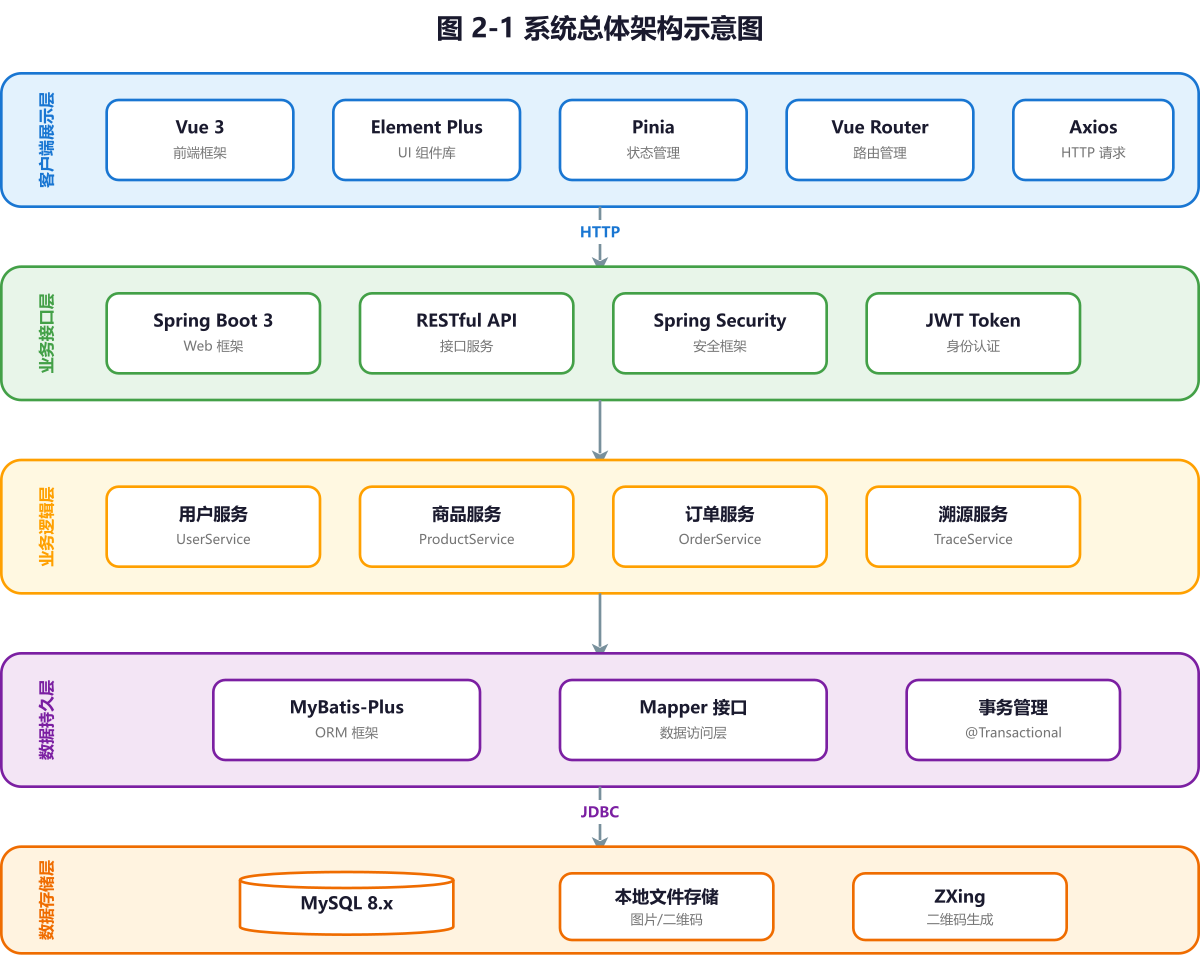 图 2-1 系统总体架构示意图
客户端展示层
Vue 3
前端框架
Element Plus
UI 组件库
Pinia
状态管理
Vue Router
路由管理
Axios
HTTP 请求
HTTP
业务接口层
Spring Boot 3
Web 框架
RESTful API
接口服务
Spring Security
安全框架
JWT Token
身份认证
业务逻辑层
用户服务
UserService
商品服务
ProductService
订单服务
OrderService
溯源服务
TraceService
数据持久层
MyBatis-Plus
ORM 框架
Mapper 接口
数据访问层
事务管理
@Transactional
JDBC
数据存储层
MySQL 8.x
本地文件存储
图片/二维码
ZXing
二维码生成